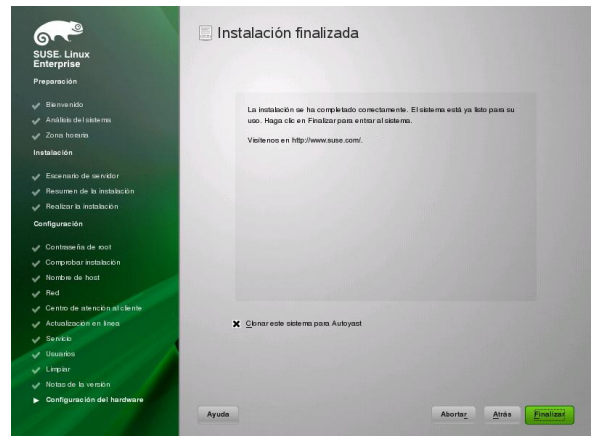 SUSE. Linux
Enterprise
Preparación
Bienvenido
Análisis del sistema
Zona horaria
Instalación
Escenario de servidor
Resumen de la instalación
Realizar la instalación
Configuración
Contraseña de root
Comprobar instalación
Nombre de host
Red
Centro de atención al cliente
Actualización en línea
Servicio
Usuarios
Limpiar
Notas de la versión
Configuración del hardware
Instalación finalizada
La instalación se ha completado correctamente. El sistema está ya listo para su
uso. Haga clic en Finalizar para entrar al sistema.
Visítenos en http://www.suse.com/.
Clonar este sistema para Autoyast
Ayuda
Abortar
Atrás
Finalizar